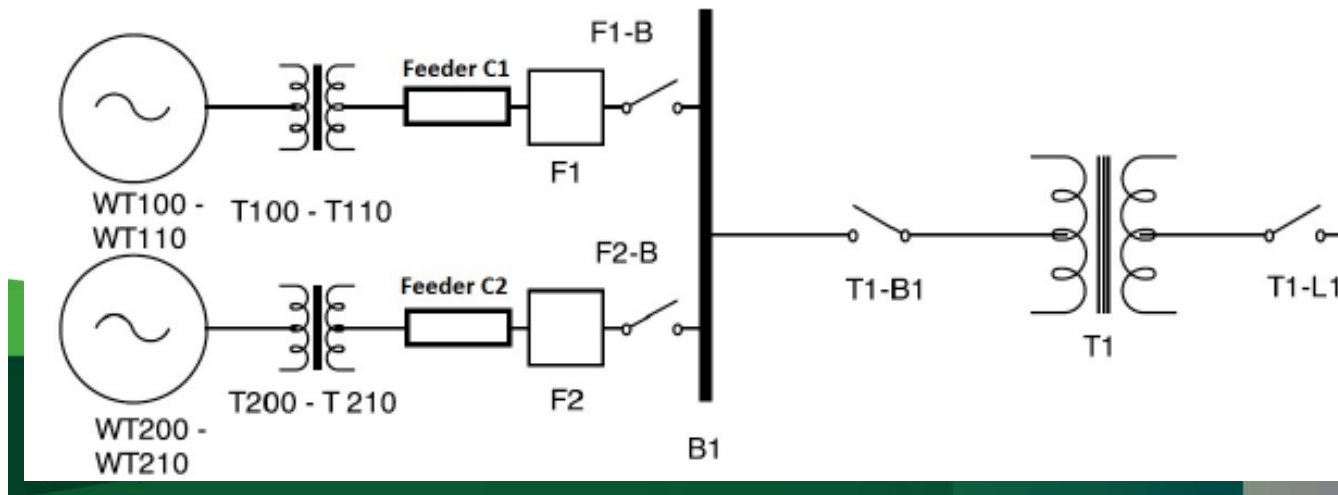 F1-B
Feeder C1
F1
WT100 -
WT110
T100 - T110
F2-B
Feeder C2
F2
T200 - T 210
WT200 -
WT210
B1
T1-B1
T1
T1-L1